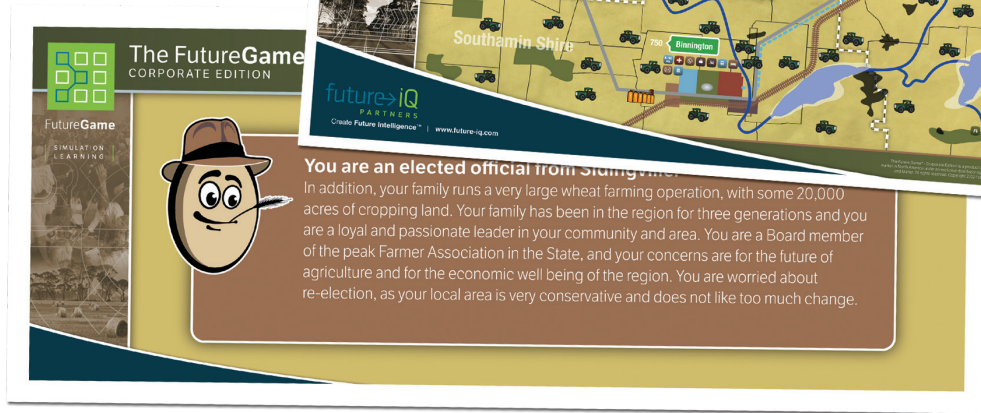 The FutureGame
CORPORATE EDITION
FutureGame
SIMULATION
LEARNING
Southamin Shire
750
Binnington
future→iQ
PARTNERS
Create Future Intelligence™ | www.future-iq.com
You are an elected official from Sidingville.
In addition, your family runs a very large wheat farming operation, with some 20,000
acres of cropping land. Your family has been in the region for three generations and you
are a loyal and passionate leader in your community and area. You are a Board member
of the peak Farmer Association in the State, and your concerns are for the future of
agriculture and for the economic well being of the region. You are worried about
re-election, as your local area is very conservative and does not like too much change.